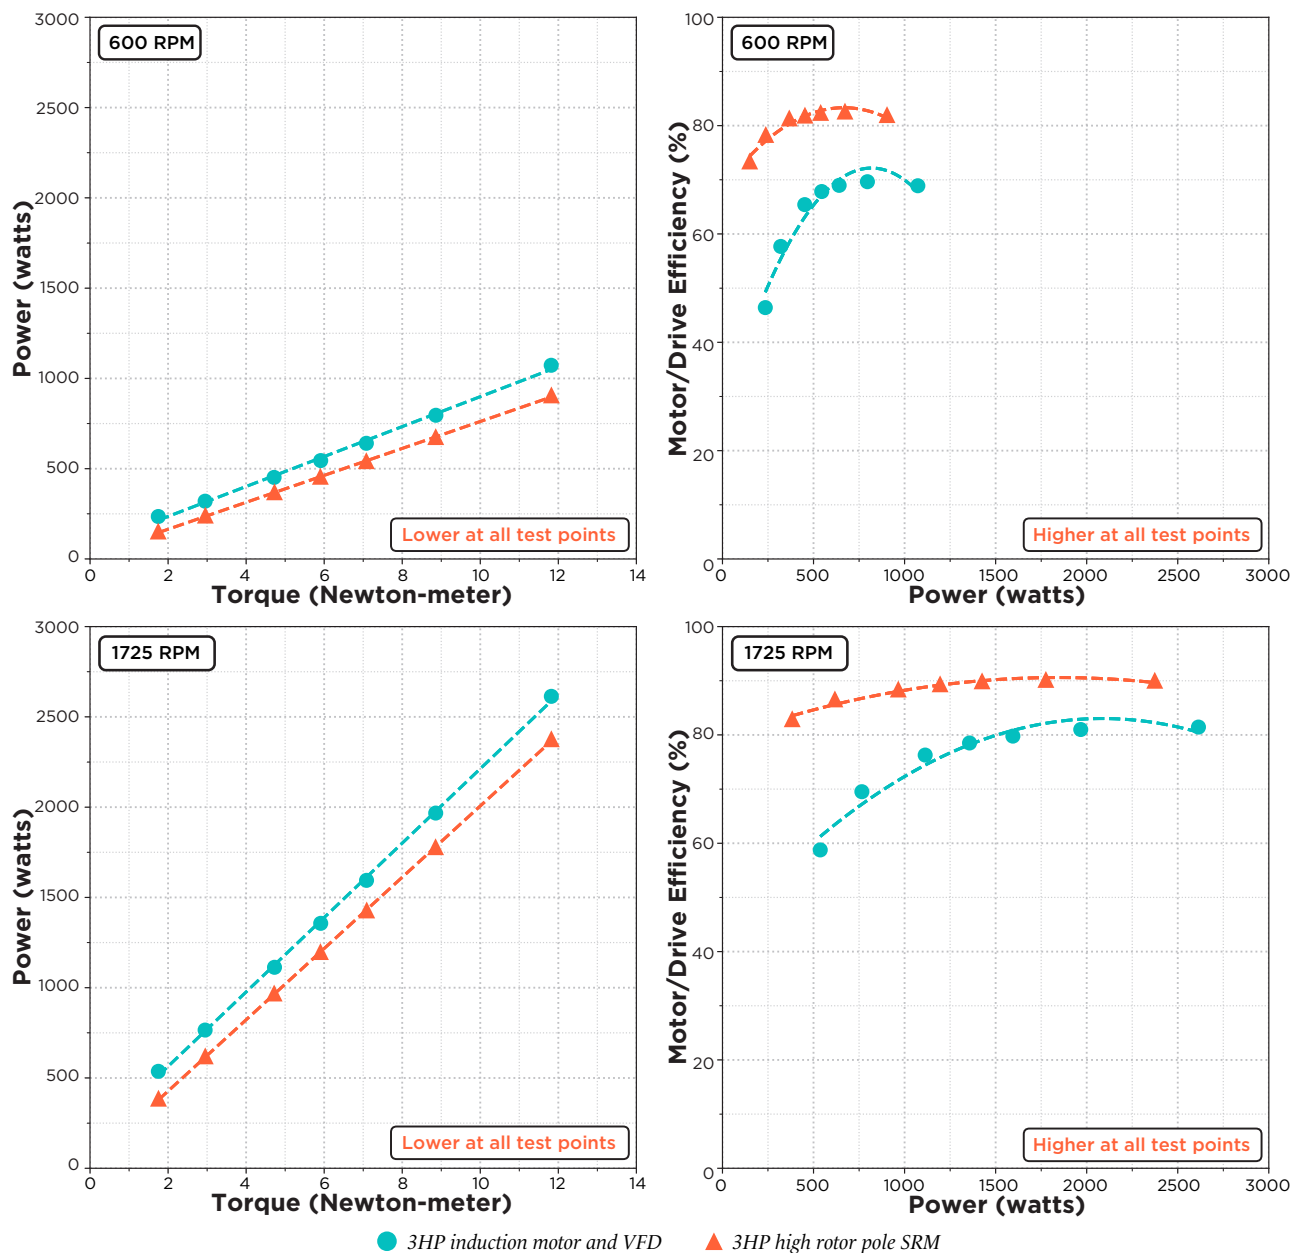 600 RPM
3000
2500
2000
1500
1000
500
0
Power (watts)
0 2 4 6 8 10 12 14
Torque (Newton-meter)
Lower at all test points
600 RPM
100
80
60
40
20
0
Motor/Drive Efficiency (%)
0 500 1000 1500 2000 2500 3000
Power (watts)
Higher at all test points
1725 RPM
3000
2500
2000
1500
1000
500
0
Power (watts)
0 2 4 6 8 10 12 14
Torque (Newton-meter)
Lower at all test points
1725 RPM
100
80
60
40
20
0
Motor/Drive Efficiency (%)
0 500 1000 1500 2000 2500 3000
Power (watts)
Higher at all test points
3HP induction motor and VFD
3HP high rotor pole SRM